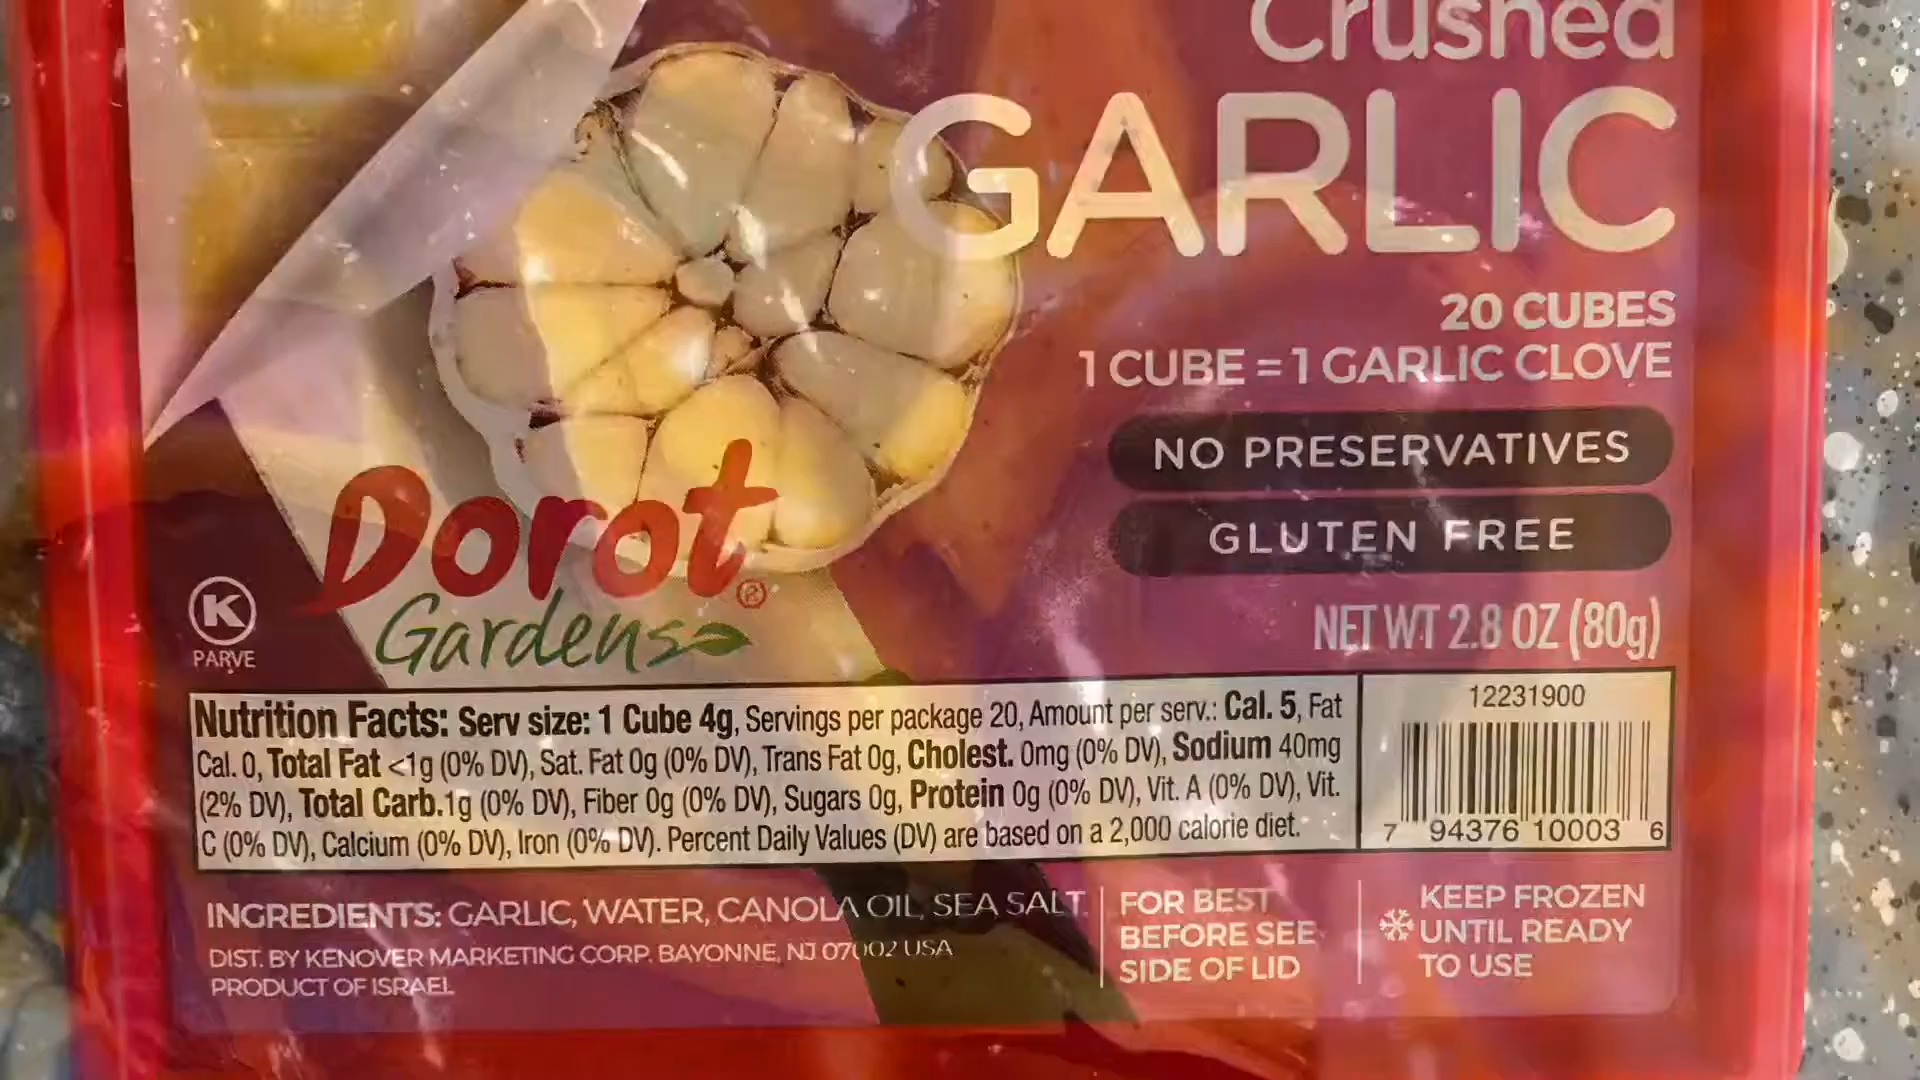 Crushed
GARLIC
20 CUBES
1 CUBE = 1 GARLIC CLOVE
NO PRESERVATIVES
GLUTEN FREE
Dorot®
Gardens
K
PARVE
NET WT 2.8 OZ (80g)
Nutrition Facts: Serv size: 1 Cube 4g, Servings per package 20, Amount per serv.: Cal. 5, Fat
Cal. 0, Total Fat <1g (0% DV), Sat. Fat 0g (0% DV), Trans Fat 0g, Cholest. 0mg (0% DV), Sodium 40mg
(2% DV), Total Carb.1g (0% DV), Fiber 0g (0% DV), Sugars 0g, Protein 0g (0% DV), Vit. A (0% DV), Vit.
C (0% DV), Calcium (0% DV), Iron (0% DV). Percent Daily Values (DV) are based on a 2,000 calorie diet.
12231900
7 94376 10003 6
INGREDIENTS: GARLIC, WATER, CANOLA OIL, SEA SALT.
DIST. BY KENOVER MARKETING CORP. BAYONNE, NJ 07002 USA
PRODUCT OF ISRAEL
FOR BEST
BEFORE SEE
SIDE OF LID
KEEP FROZEN
UNTIL READY
TO USE